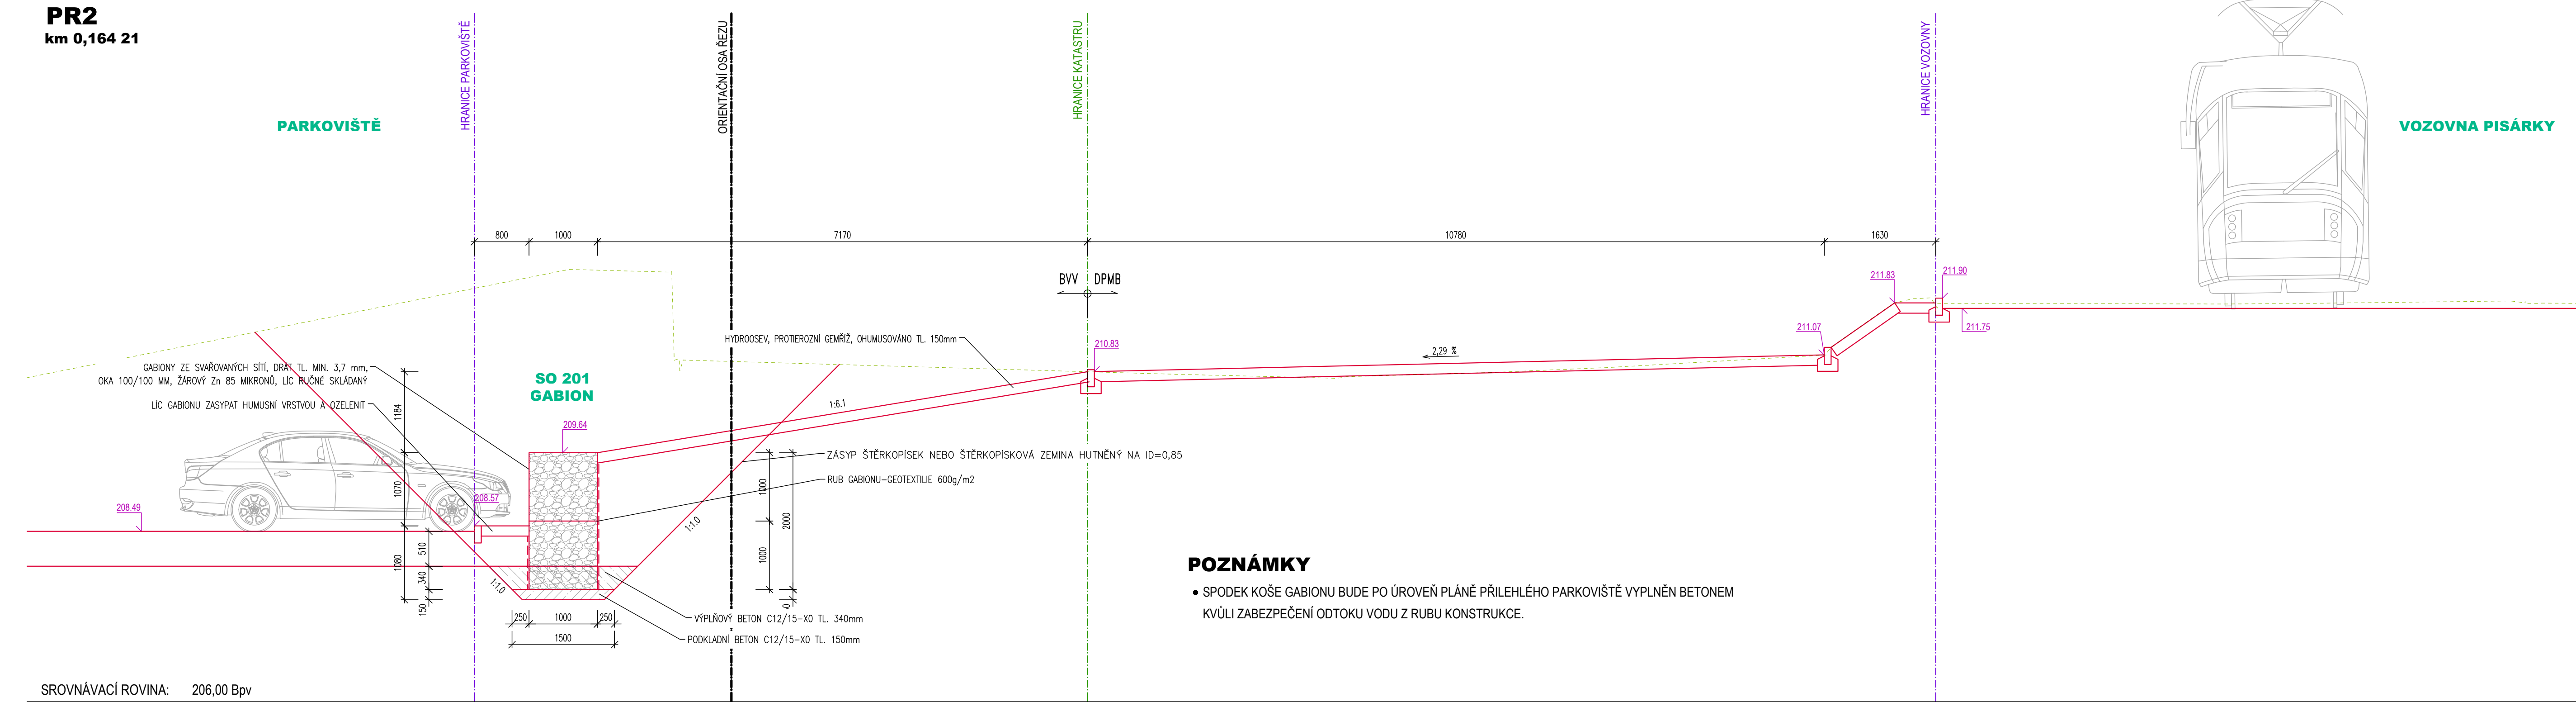 PR2
km 0,164 21
HRANICE PARKOVIŠTĚ
ORIENTAČNÍ OSA ŘEZU
HRANICE KATASTRU
HRANICE VOZOVNY
PARKOVIŠTĚ
VOZOVNA PISÁRKY
800
1000
7170
10780
1630
BVV
DPMB
211.83
211.90
211.75
211.07
210.83
2,29 %
HYDROOSEV, PROTIEROZNÍ GEMŘÍŽ, OHUMUSOVÁNO TL. 150mm
GABIONY ZE SVAŘOVANÝCH SÍTÍ, DRÁT TL. MIN. 3,7 mm,
OKA 100/100 MM, ŽÁROVÝ Zn 85 MIKRONŮ, LÍC RUČNĚ SKLÁDANÝ
LÍC GABIONU ZASYPAT HUMUSNÍ VRSTVOU A OZELENIT
SO 201
GABION
1:6.1
209.64
1184
1070
1080
510
340
150
208.49
208.57
ZÁSYP ŠTĚRKOPÍSEK NEBO ŠTĚRKOPÍSKOVÁ ZEMINA HUTNĚNÝ NA ID=0,85
RUB GABIONU-GEOTEXTILIE 600g/m2
1000
1000
2000
1:1.0
1:1.0
250
1000
250
1500
VÝPLŇOVÝ BETON C12/15-X0 TL. 340mm
PODKLADNÍ BETON C12/15-X0 TL. 150mm
POZNÁMKY
• SPODEK KOŠE GABIONU BUDE PO ÚROVEŇ PLÁNĚ PŘILEHLÉHO PARKOVIŠTĚ VYPLNĚN BETONEM
KVŮLI ZABEZPEČENÍ ODTOKU VODU Z RUBU KONSTRUKCE.
SROVNÁVACÍ ROVINA: 206,00 Bpv